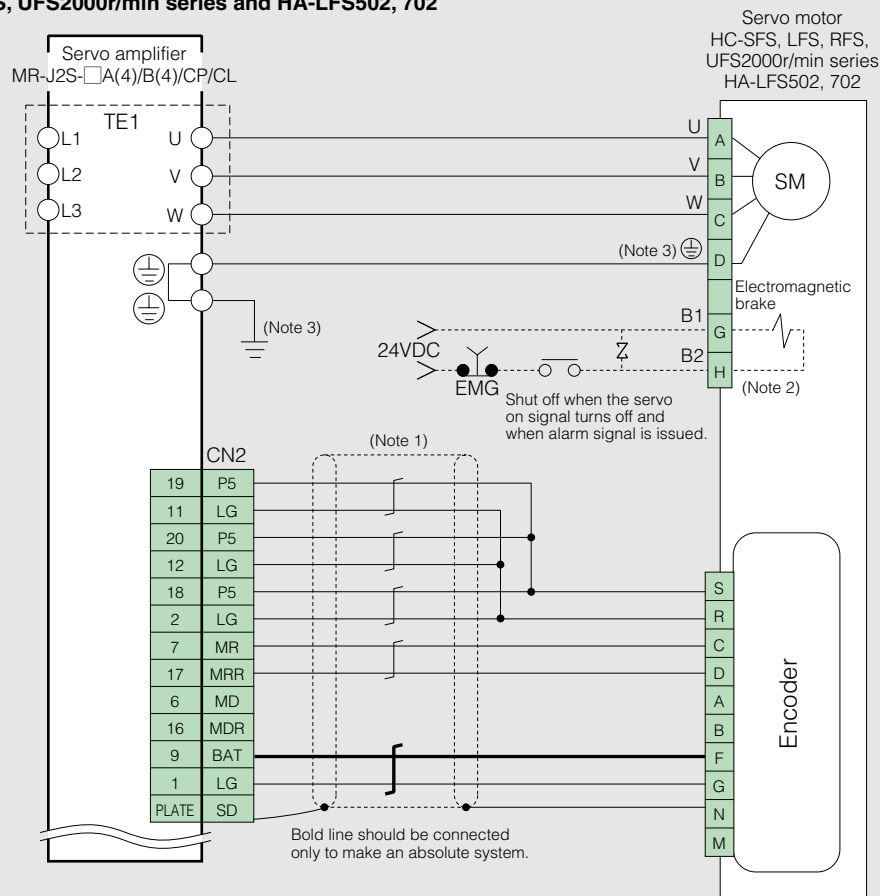 S, UFS2000r/min series and HA-LFS502, 702
Servo amplifier
MR-J2S-□A(4)/B(4)/CP/CL
Servo motor
HC-SFS, LFS, RFS,
UFS2000r/min series
HA-LFS502, 702
TE1
L1
U
U
A
L2
V
V
B
SM
L3
W
W
C
(Note 3)
D
Electromagnetic
brake
(Note 3)
24VDC
B1
G
B2
H
(Note 2)
EMG
Shut off when the servo
on signal turns off and
when alarm signal is issued.
(Note 1)
CN2
19 P5
11 LG
20 P5
12 LG
18 P5
2 LG
7 MR
17 MRR
6 MD
16 MDR
9 BAT
1 LG
PLATE SD
S
R
C
D
A
B
F
G
N
M
Encoder
Bold line should be connected
only to make an absolute system.